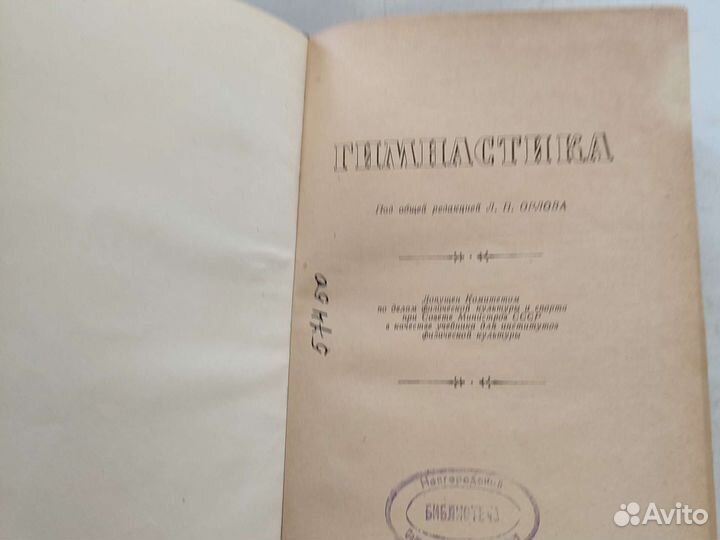 ГИМНАСТИКА
Под общей редакцией Л. П. ОРЛОВА
Допущен Комитетом
по делам физической культуры и спорта
при Совете Министров СССР
в качестве учебника для институтов
физической культуры
Новгородский
БИБЛИОТЕКА
Avito